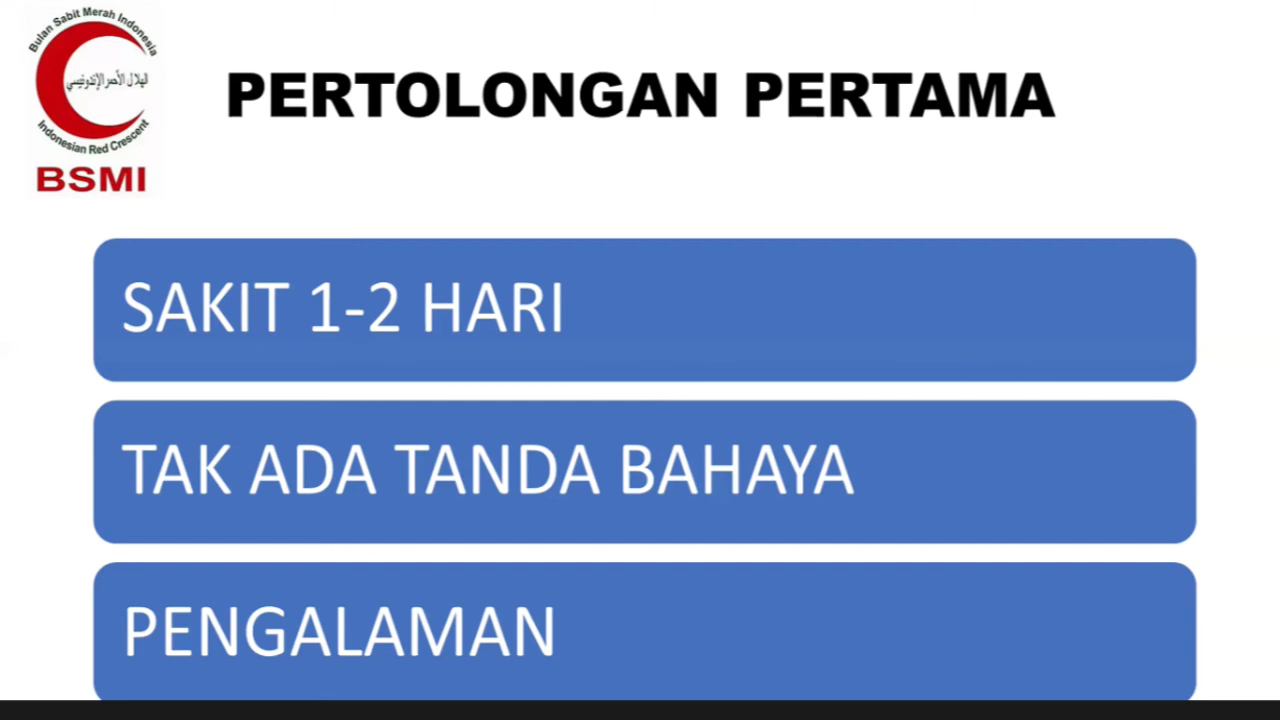 Bulan Sabit Merah Indonesia
الهلال الأحمر الإندونيسي
Indonesian Red Crescent
BSMI
PERTOLONGAN PERTAMA
SAKIT 1-2 HARI
TAK ADA TANDA BAHAYA
PENGALAMAN